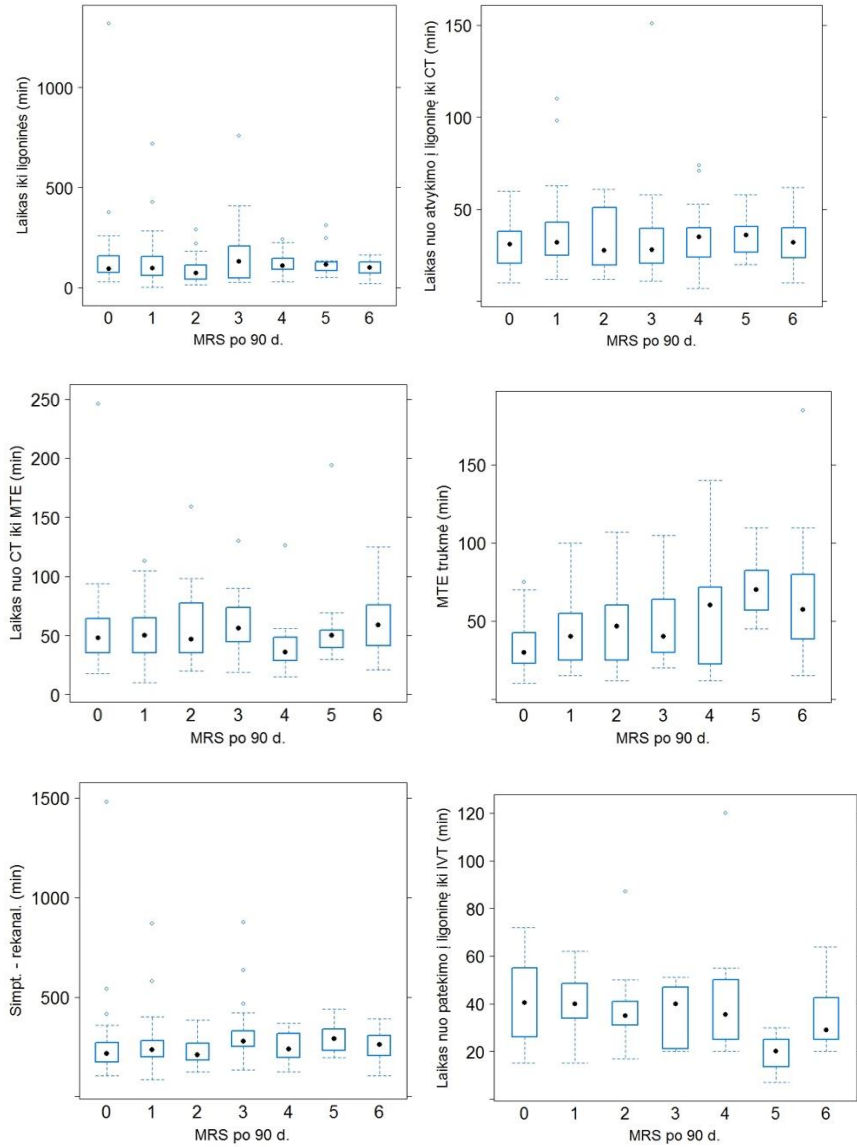 Laikas iki ligoninės (min)
1000
500
0
0 1 2 3 4 5 6
MRS po 90 d.
Laikas nuo atvykimo į ligoninę iki CT (min)
150
100
50
0 1 2 3 4 5 6
MRS po 90 d.
Laikas nuo CT iki MTE (min)
250
200
150
100
50
0
0 1 2 3 4 5 6
MRS po 90 d.
MTE trukmė (min)
150
100
50
0 1 2 3 4 5 6
MRS po 90 d.
Simpt. - rekanal. (min)
1500
1000
500
0 1 2 3 4 5 6
MRS po 90 d.
Laikas nuo patekimo į ligoninę iki IVT (min)
120
100
80
60
40
20
0 1 2 3 4 5 6
MRS po 90 d.